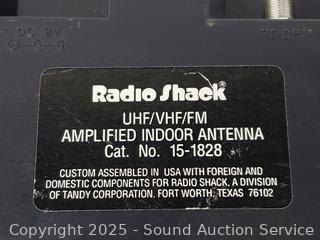 DC 9V
75 OHM
Radio Shack
UHF/VHF/FM
AMPLIFIED INDOOR ANTENNA
Cat. No. 15-1828
CUSTOM ASSEMBLED IN USA WITH FOREIGN AND
DOMESTIC COMPONENTS FOR RADIO SHACK, A DIVISION
OF TANDY CORPORATION. FORT WORTH, TEXAS 76102
Copyright 2025 - Sound Auction Service